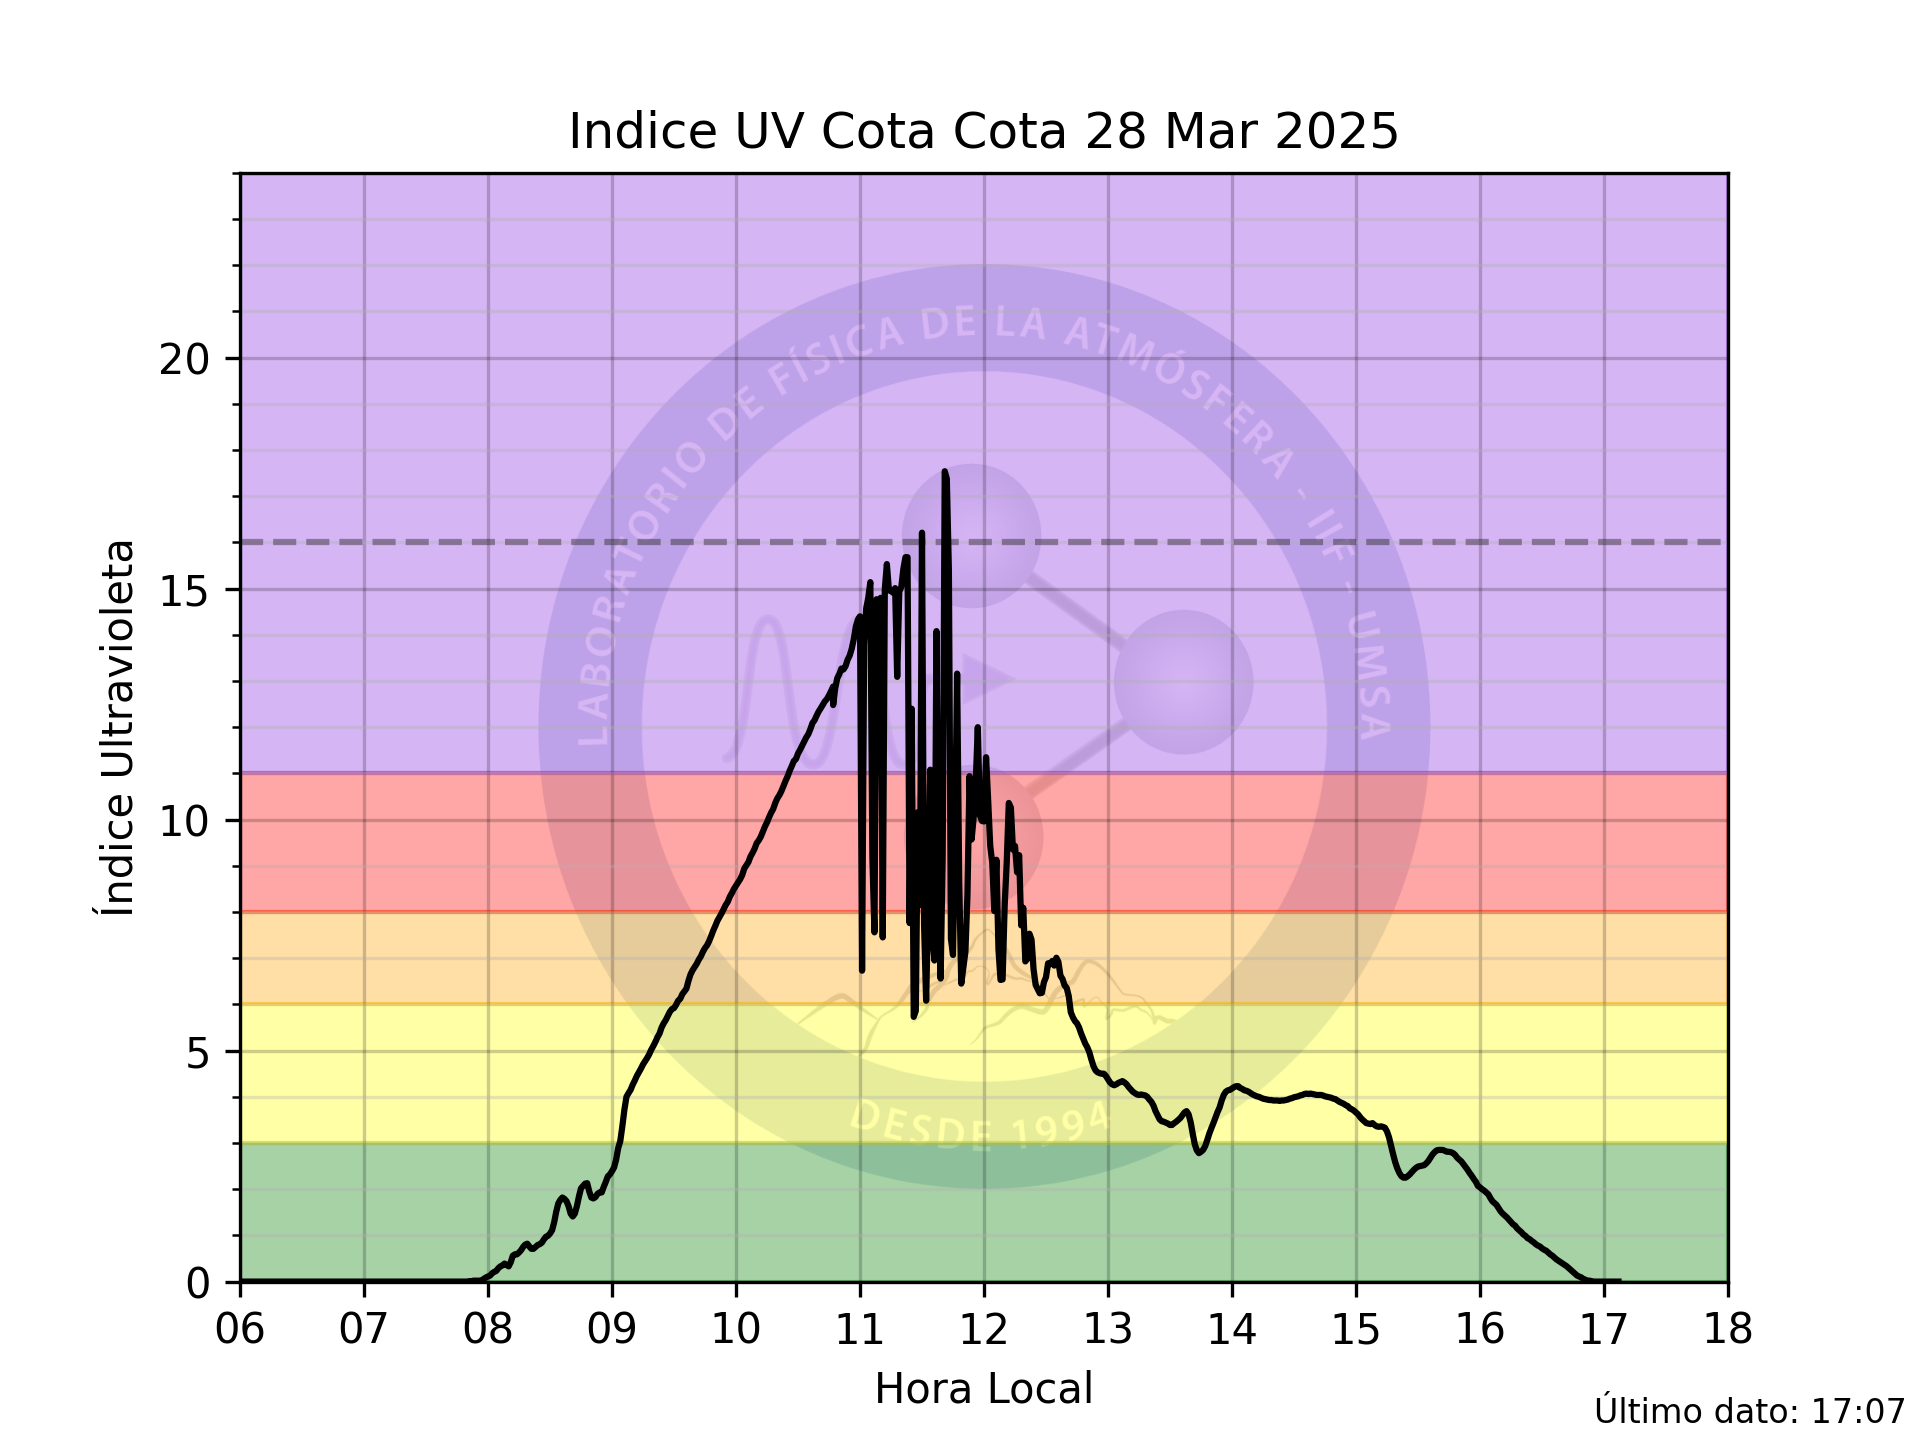 Indice UV Cota Cota 28 Mar 2025
LABORATORIO DE FÍSICA DE LA ATMÓSFERA - IIF - UMSA
DESDE 1994
Índice Ultravioleta
20
15
10
5
0
06 07 08 09 10 11 12 13 14 15 16 17 18
Hora Local
Último dato: 17:07